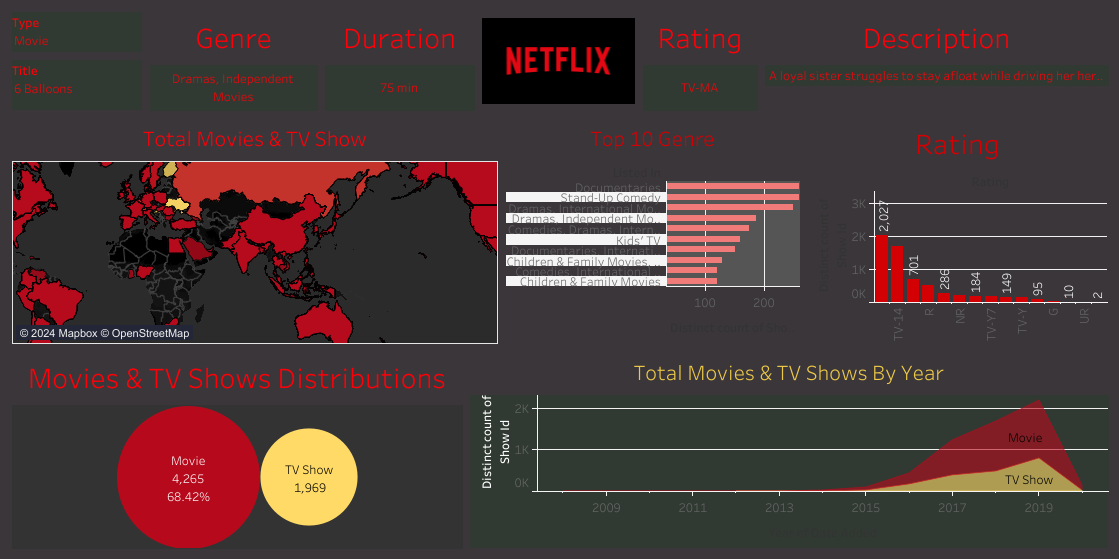 Type
Movie
Title
6 Balloons
Genre
Dramas, Independent
Movies
Duration
75 min
NETFLIX
Rating
TV-MA
Description
A loyal sister struggles to stay afloat while driving her her..
Total Movies & TV Show
© 2024 Mapbox © OpenStreetMap
Top 10 Genre
Listed In
Documentaries
Stand-Up Comedy
Dramas, International Mo..
Dramas, Independent Mo..
Comedies, Dramas, Intern..
Kids' TV
Documentaries, Internati..
Children & Family Movies, ..
Comedies, International ..
Children & Family Movies
100
200
Rating
Rating
3K
2K
1K
0K
2,027
701
286
184
149
95
10
2
TV-14
R
NR
TV-Y7
TV-Y
G
UR
Movies & TV Shows Distributions
Movie
4,265
68.42%
TV Show
1,969
Total Movies & TV Shows By Year
Distinct count of
Show Id
2K
1K
0K
Movie
TV Show
2009
2011
2013
2015
2017
2019